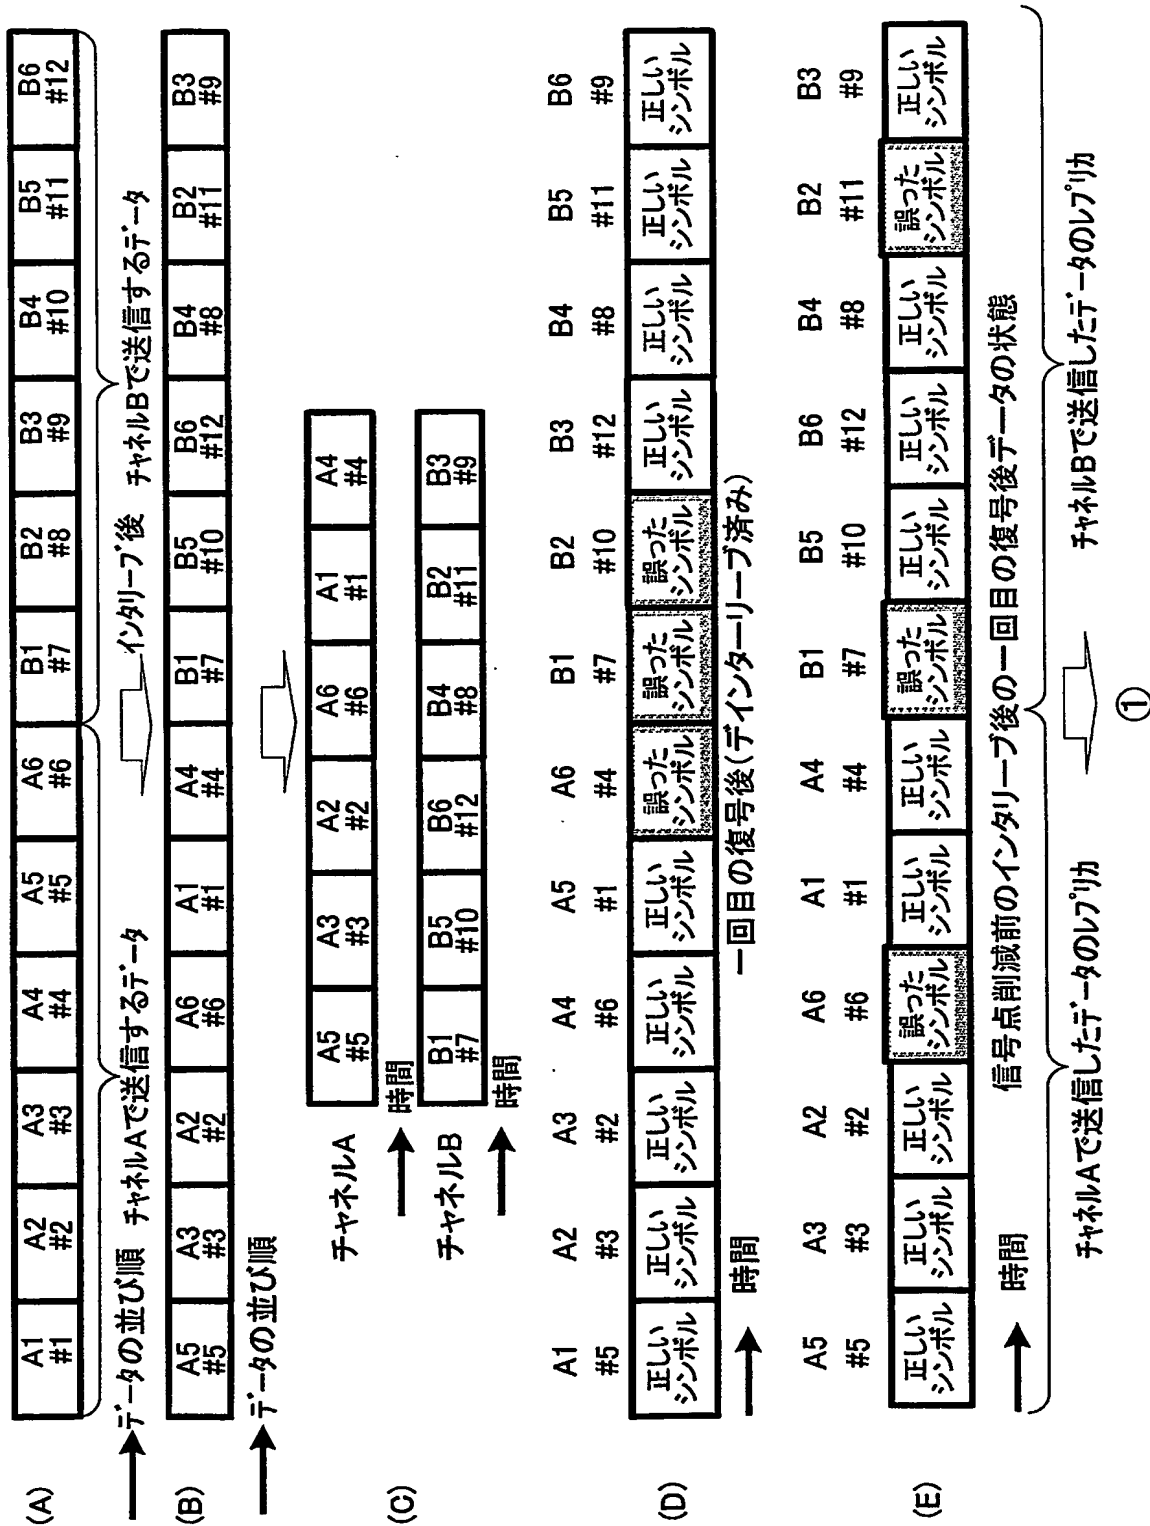 (A)
A1 A2 A3 A4 A5 A6 B1 B2 B3 B4 B5 B6
#1 #2 #3 #4 #5 #6 #7 #8 #9 #10 #11 #12
データの並び順 チャネルAで送信するデータ インタリーブ後 チャネルBで送信するデータ
(B)
A5 A3 A2 A6 A1 A4 B1 B5 B6 B4 B2 B3
#5 #3 #2 #6 #1 #4 #7 #10 #12 #8 #11 #9
データの並び順
(C)
チャネルA
A5 A3 A2 A6 A1 A4
#5 #3 #2 #6 #1 #4
時間
チャネルB
B1 B5 B6 B4 B2 B3
#7 #10 #12 #8 #11 #9
時間
(D)
A1 A2 A3 A4 A5 A6 B1 B2 B3 B4 B5 B6
#5 #3 #2 #6 #1 #4 #7 #10 #12 #8 #11 #9
正しい 正しい 正しい 正しい 正しい 誤った 誤った 誤った 正しい 正しい 正しい 正しい
シンボル シンボル シンボル シンボル シンボル シンボル シンボル シンボル シンボル シンボル シンボル シンボル
時間 一回目の復号後(デインターリーブ済み)
(E)
A5 A3 A2 A6 A1 A4 B1 B5 B6 B4 B2 B3
#5 #3 #2 #6 #1 #4 #7 #10 #12 #8 #11 #9
正しい 正しい 正しい 誤った 正しい 正しい 誤った 正しい 正しい 正しい 誤った 正しい
シンボル シンボル シンボル シンボル シンボル シンボル シンボル シンボル シンボル シンボル シンボル シンボル
時間 信号点削減前のインタリーブ後の一回目の復号後データの状態
チャネルAで送信したデータのレプリカ チャネルBで送信したデータのレプリカ
①